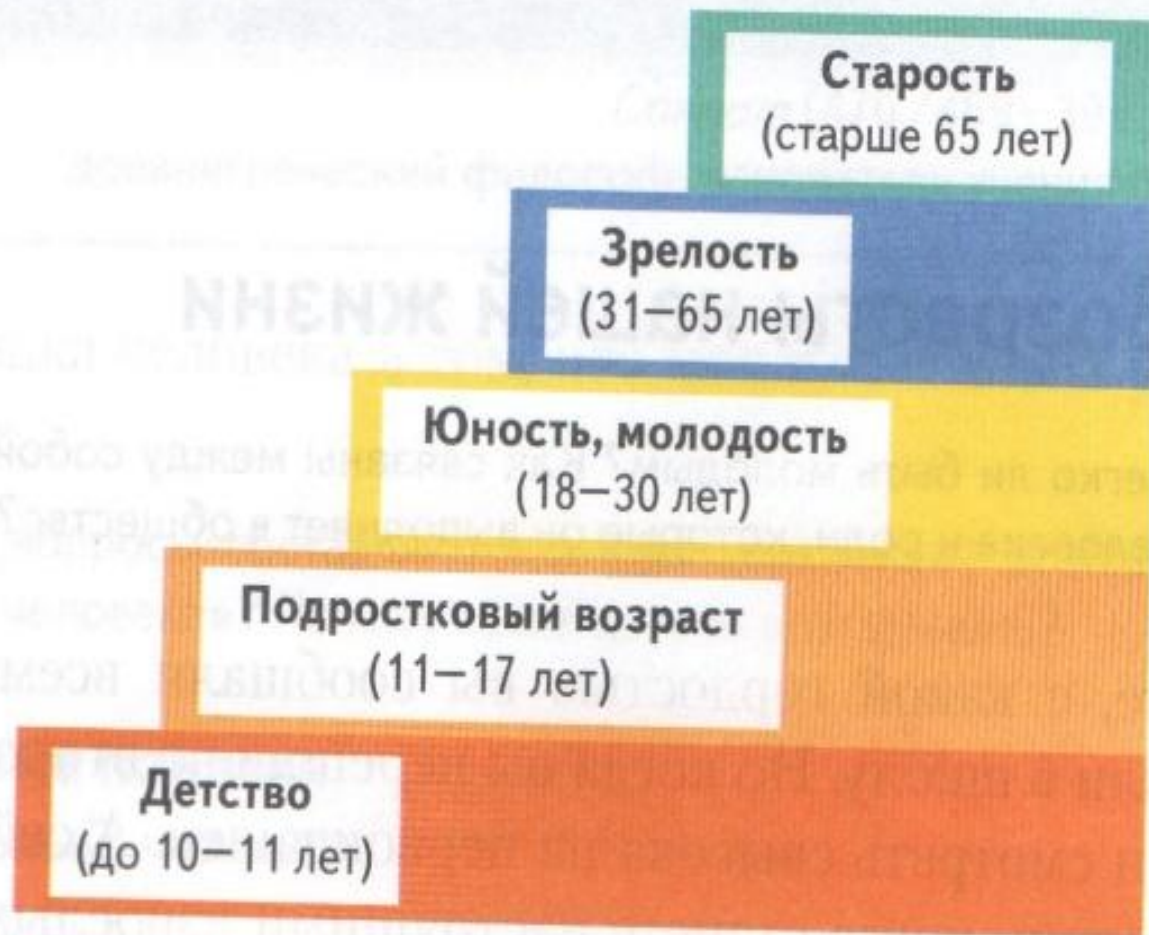 Старость
(старше 65 лет)
Зрелость
(31–65 лет)
Юность, молодость
(18–30 лет)
Подростковый возраст
(11–17 лет)
Детство
(до 10–11 лет)